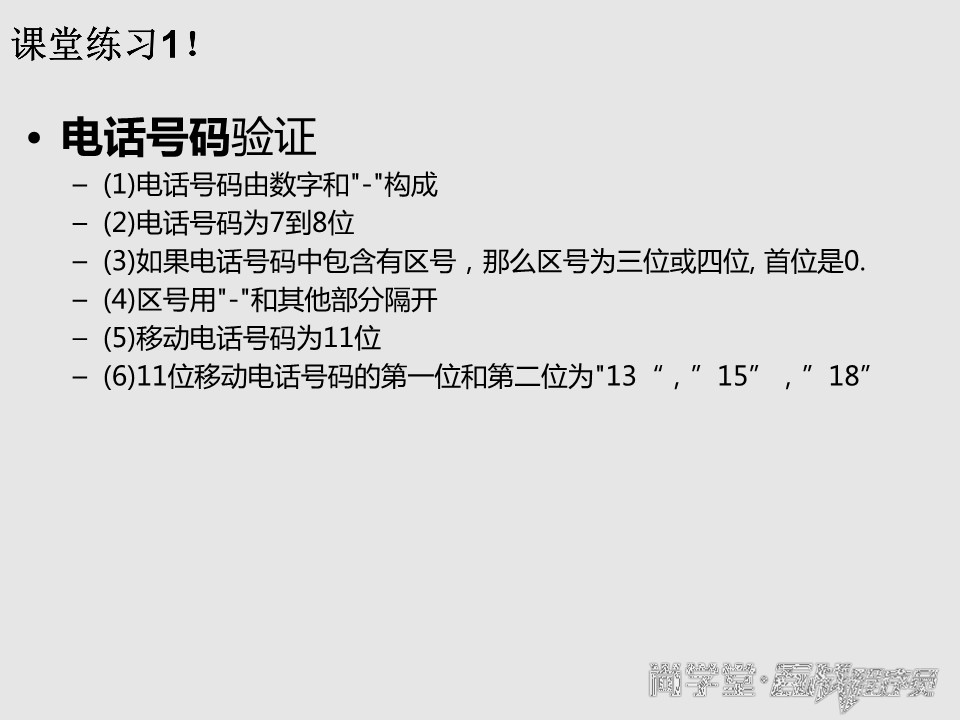 课堂练习1！
• 电话号码验证
– (1)电话号码由数字和"-"构成
– (2)电话号码为7到8位
– (3)如果电话号码中包含有区号，那么区号为三位或四位, 首位是0.
– (4)区号用"-"和其他部分隔开
– (5)移动电话号码为11位
– (6)11位移动电话号码的第一位和第二位为"13“，”15”，”18”
尚学堂·